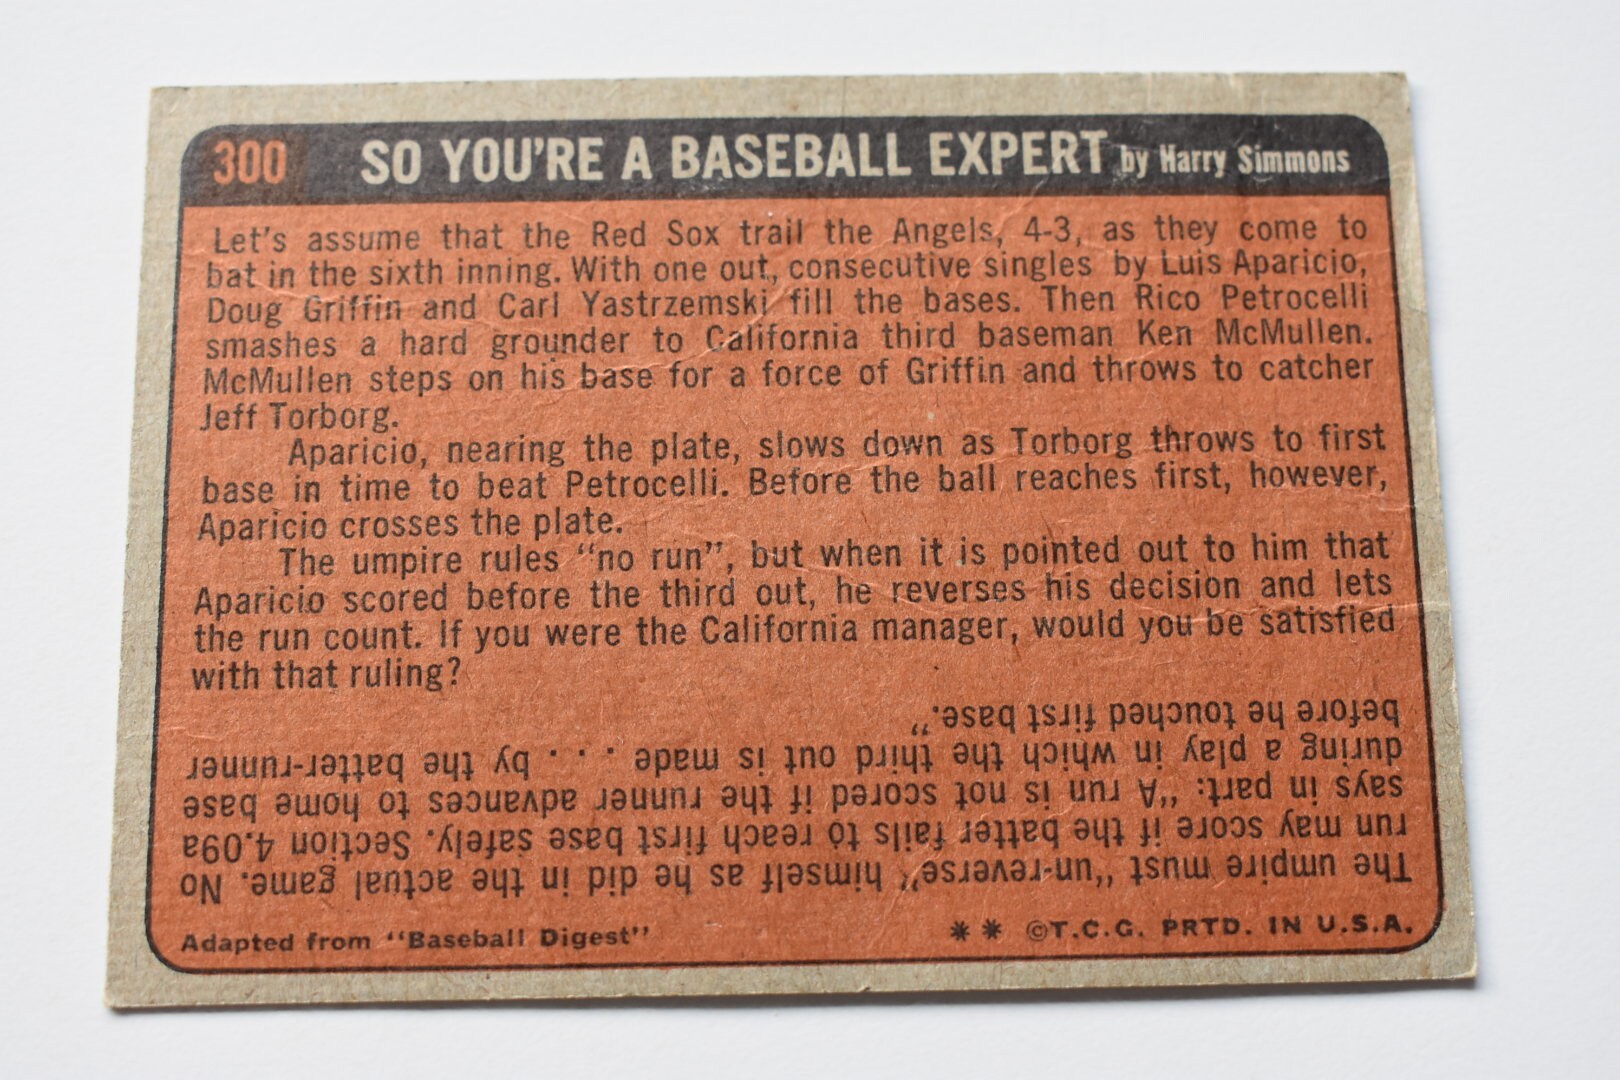 300 SO YOU'RE A BASEBALL EXPERT by Harry Simmons
Let's assume that the Red Sox trail the Angels, 4-3, as they come to
bat in the sixth inning. With one out, consecutive singles by Luis Aparicio,
Doug Griffin and Carl Yastrzemski fill the bases. Then Rico Petrocelli
smashes a hard grounder to California third baseman Ken McMullen.
McMullen steps on his base for a force of Griffin and throws to catcher
Jeff Torborg.
Aparicio, nearing the plate, slows down as Torborg throws to first
base in time to beat Petrocelli. Before the ball reaches first, however,
Aparicio crosses the plate.
The umpire rules "no run", but when it is pointed out to him that
Aparicio scored before the third out, he reverses his decision and lets
the run count. If you were the California manager, would you be satisfied
with that ruling?
The umpire must "un-reverse" himself as he did in the actual game. No
run may score if the batter fails to reach first base safely. Section 4.09a
says in part: "A run is not scored if the runner advances to home base
during a play in which the third out is made . . . by the batter-runner
before he touched first base."
Adapted from "Baseball Digest" ** ©T.C.G. PRTD. IN U.S.A.